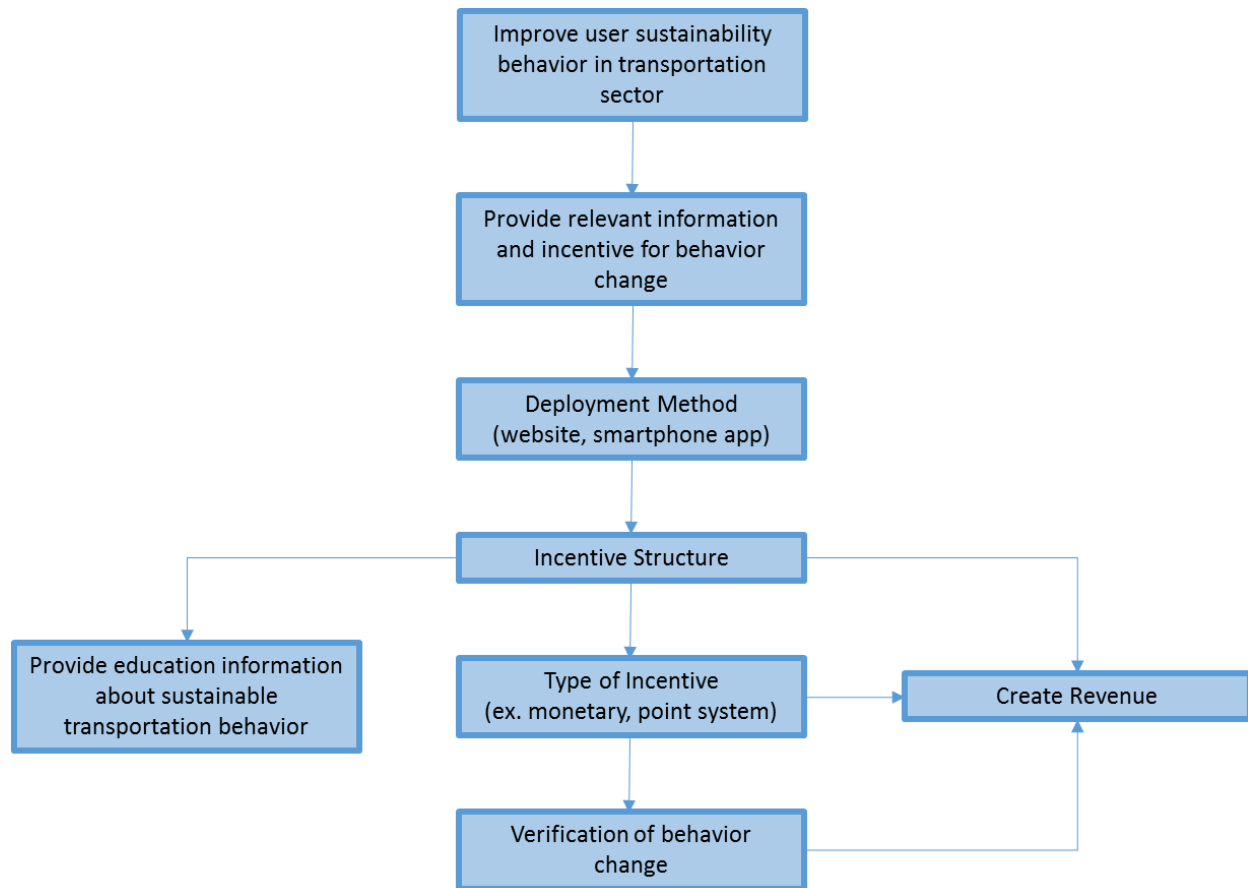 Improve user sustainability
behavior in transportation
sector
Provide relevant information
and incentive for behavior
change
Deployment Method
(website, smartphone app)
Incentive Structure
Provide education information
about sustainable
transportation behavior
Type of Incentive
(ex. monetary, point system)
Create Revenue
Verification of behavior
change